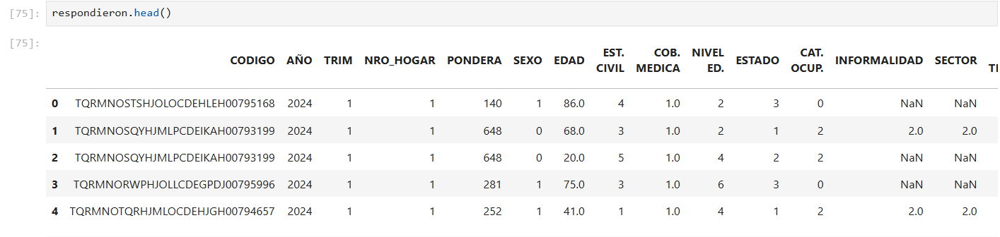 [75]: respondieron.head()
[75]:
CODIGO AÑO TRIM NRO_HOGAR PONDERA SEXO EDAD EST. CIVIL COB. MEDICA NIVEL ED. ESTADO CAT. OCUP. INFORMALIDAD SECTOR
0 TQRMNOSTSHJOLOCDEHLEH00795168 2024 1 1 140 1 86.0 4 1.0 2 3 0 NaN NaN
1 TQRMNOSQYHJMLPCDEIKAH00793199 2024 1 1 648 0 68.0 3 1.0 2 1 2 2.0 2.0
2 TQRMNOSQYHJMLPCDEIKAH00793199 2024 1 1 648 0 20.0 5 1.0 4 2 2 NaN NaN
3 TQRMNORWPHJOLLCDEGPDJ00795996 2024 1 1 281 1 75.0 3 1.0 6 3 0 NaN NaN
4 TQRMNOTQRHJMLOCDEHJGH00794657 2024 1 1 252 1 41.0 1 1.0 4 1 2 2.0 2.0